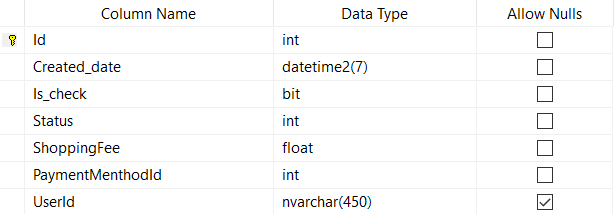 Column Name Data Type Allow Nulls
Id int
Created_date datetime2(7)
Is_check bit
Status int
ShoppingFee float
PaymentMenthodId int
UserId nvarchar(450)